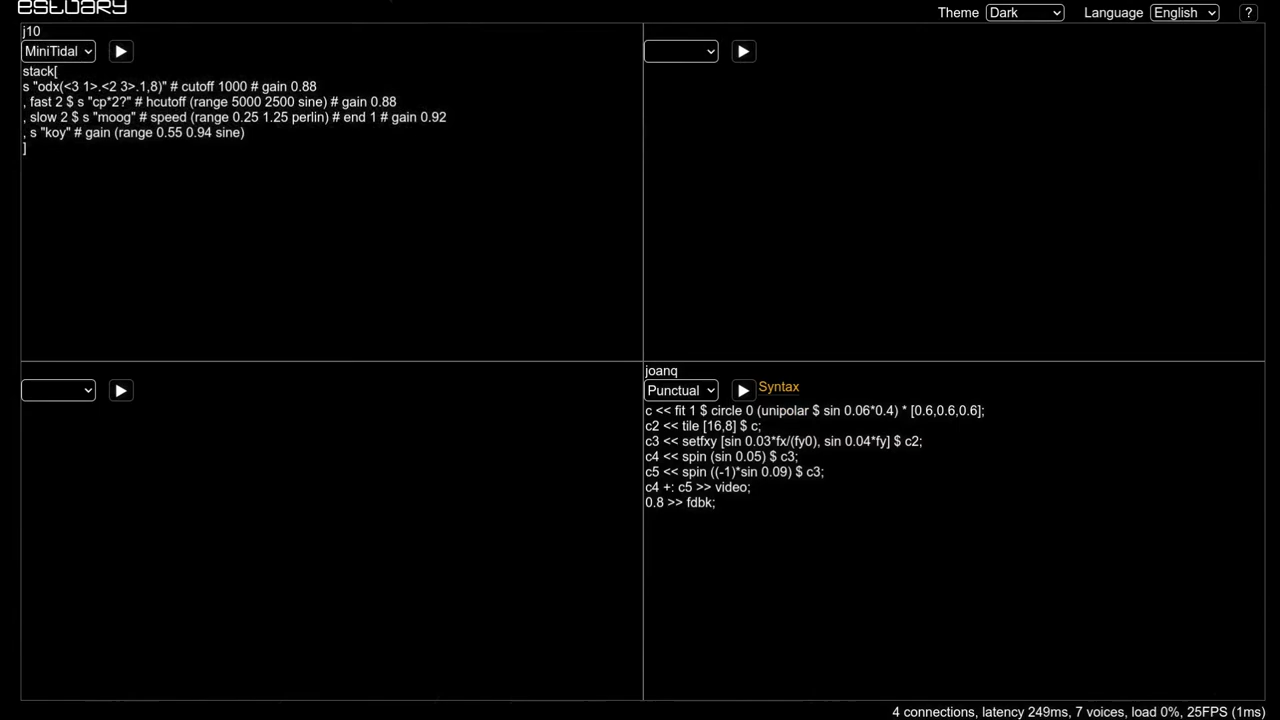 estuary
Theme Dark Language English ?
j10
MiniTidal
stack[
s "odx(<3 1>.<2 3>.1,8)" # cutoff 1000 # gain 0.88
, fast 2 $ s "cp*2?" # hcutoff (range 5000 2500 sine) # gain 0.88
, slow 2 $ s "moog" # speed (range 0.25 1.25 perlin) # end 1 # gain 0.92
, s "koy" # gain (range 0.55 0.94 sine)
]
joanq
Punctual Syntax
c << fit 1 $ circle 0 (unipolar $ sin 0.06*0.4) * [0.6,0.6,0.6];
c2 << tile [16,8] $ c;
c3 << setfxy [sin 0.03*fx/(fy0), sin 0.04*fy] $ c2;
c4 << spin (sin 0.05) $ c3;
c5 << spin ((-1)*sin 0.09) $ c3;
c4 +: c5 >> video;
0.8 >> fdbk;
4 connections, latency 249ms, 7 voices, load 0%, 25FPS (1ms)